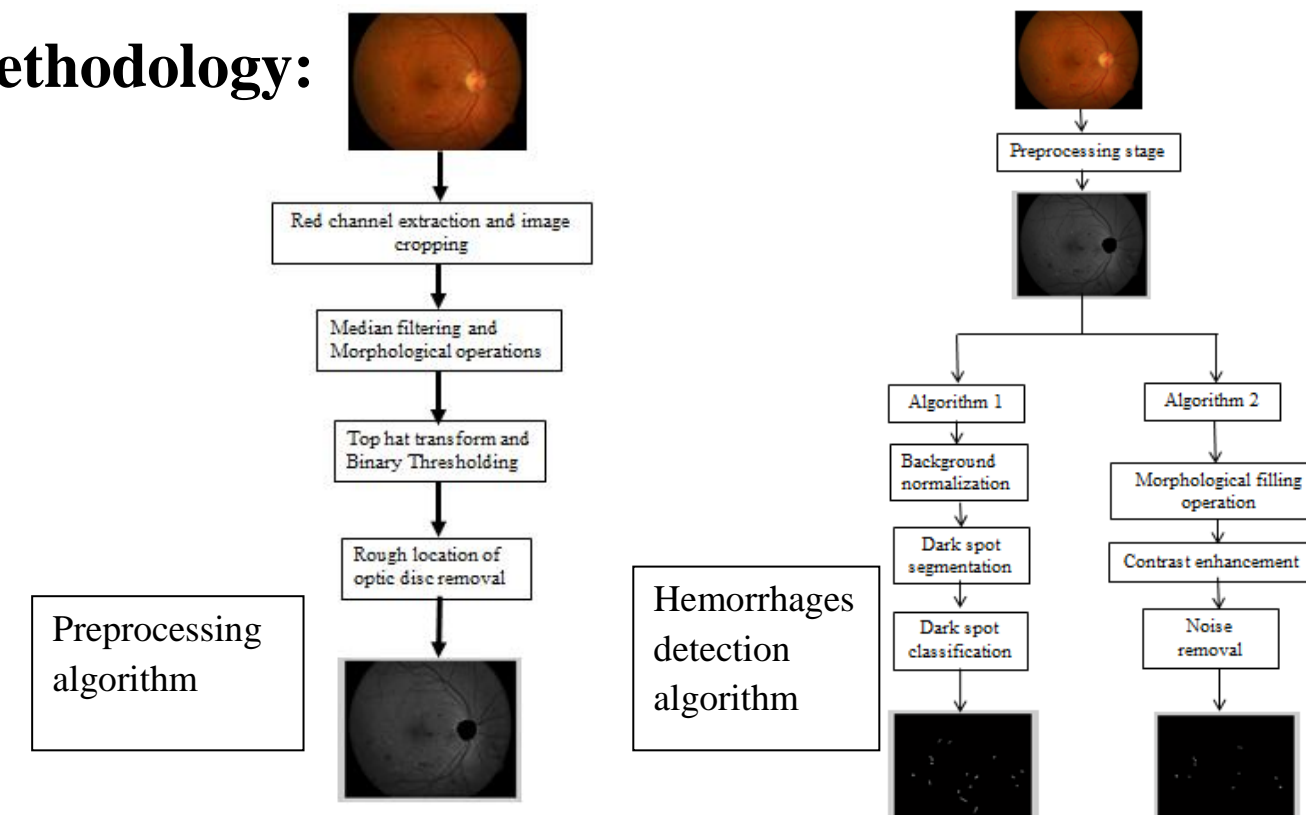 ethodology:
Red channel extraction and image
cropping
Median filtering and
Morphological operations
Top hat transform and
Binary Thresholding
Rough location of
optic disc removal
Preprocessing
algorithm
Preprocessing stage
Algorithm 1
Background
normalization
Dark spot
segmentation
Dark spot
classification
Algorithm 2
Morphological filling
operation
Contrast enhancement
Noise
removal
Hemorrhages
detection
algorithm